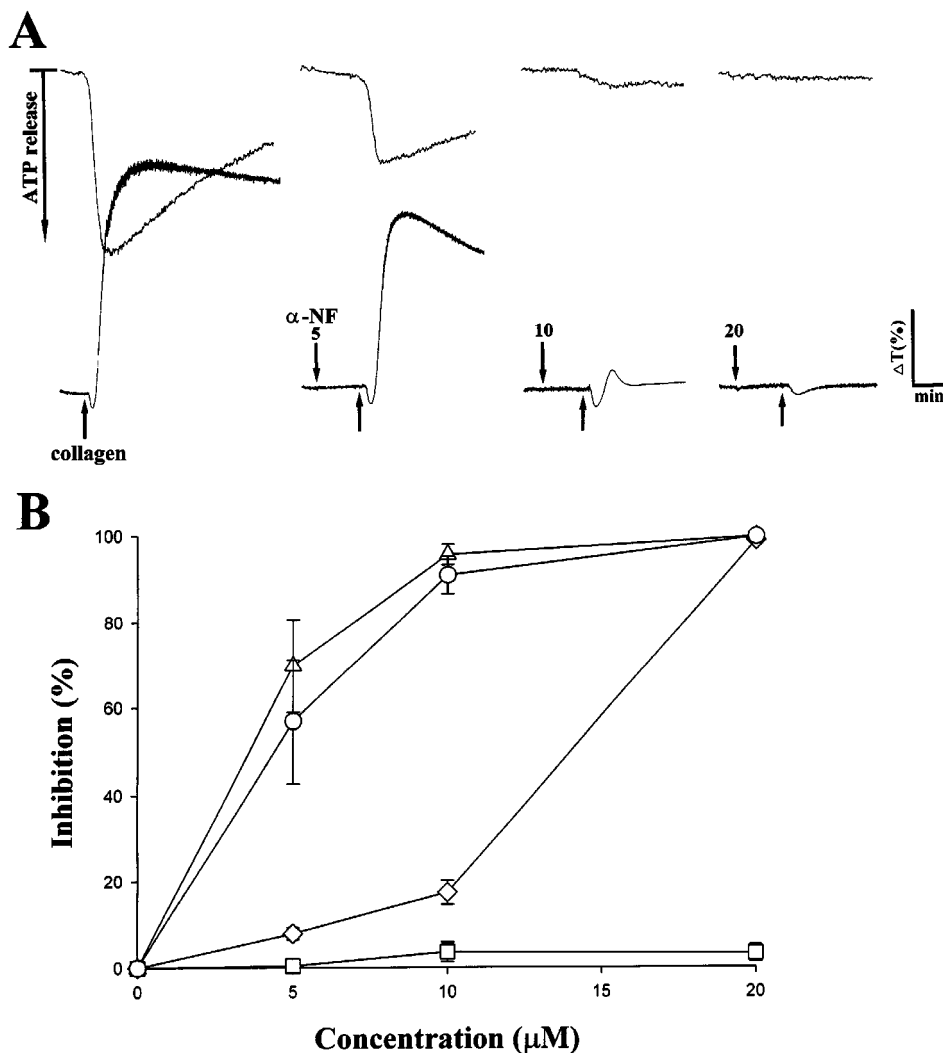 A
ATP release
α-NF
5
10
20
ΔT(%)
min
collagen
B
Inhibition (%)
100
80
60
40
20
0
0
5
10
15
20
Concentration (μM)